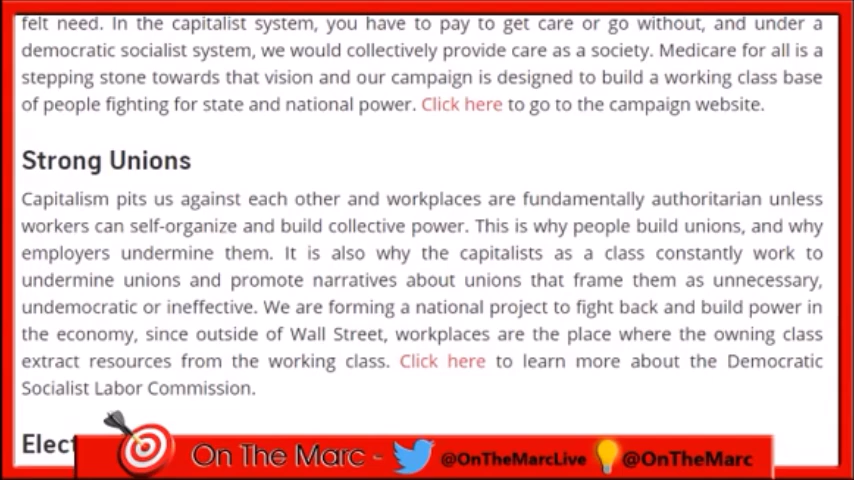 felt need. In the capitalist system, you have to pay to get care or go without, and under a
democratic socialist system, we would collectively provide care as a society. Medicare for all is a
stepping stone towards that vision and our campaign is designed to build a working class base
of people fighting for state and national power. Click here to go to the campaign website.
Strong Unions
Capitalism pits us against each other and workplaces are fundamentally authoritarian unless
workers can self-organize and build collective power. This is why people build unions, and why
employers undermine them. It is also why the capitalists as a class constantly work to
undermine unions and promote narratives about unions that frame them as unnecessary,
undemocratic or ineffective. We are forming a national project to fight back and build power in
the economy, since outside of Wall Street, workplaces are the place where the owning class
extract resources from the working class. Click here to learn more about the Democratic
Socialist Labor Commission.
Elect
On The Marc - @OnTheMarcLive @OnTheMarc